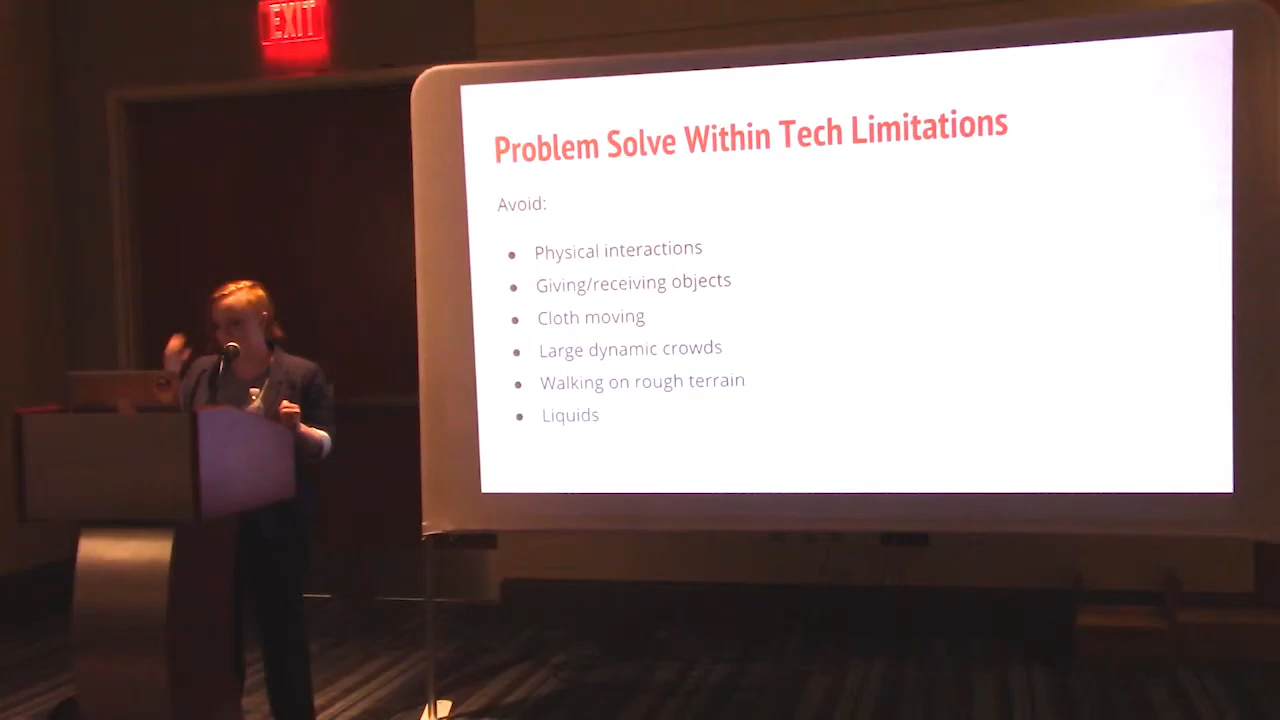 EXIT
Problem Solve Within Tech Limitations
Avoid:
● Physical interactions
● Giving/receiving objects
● Cloth moving
● Large dynamic crowds
● Walking on rough terrain
● Liquids